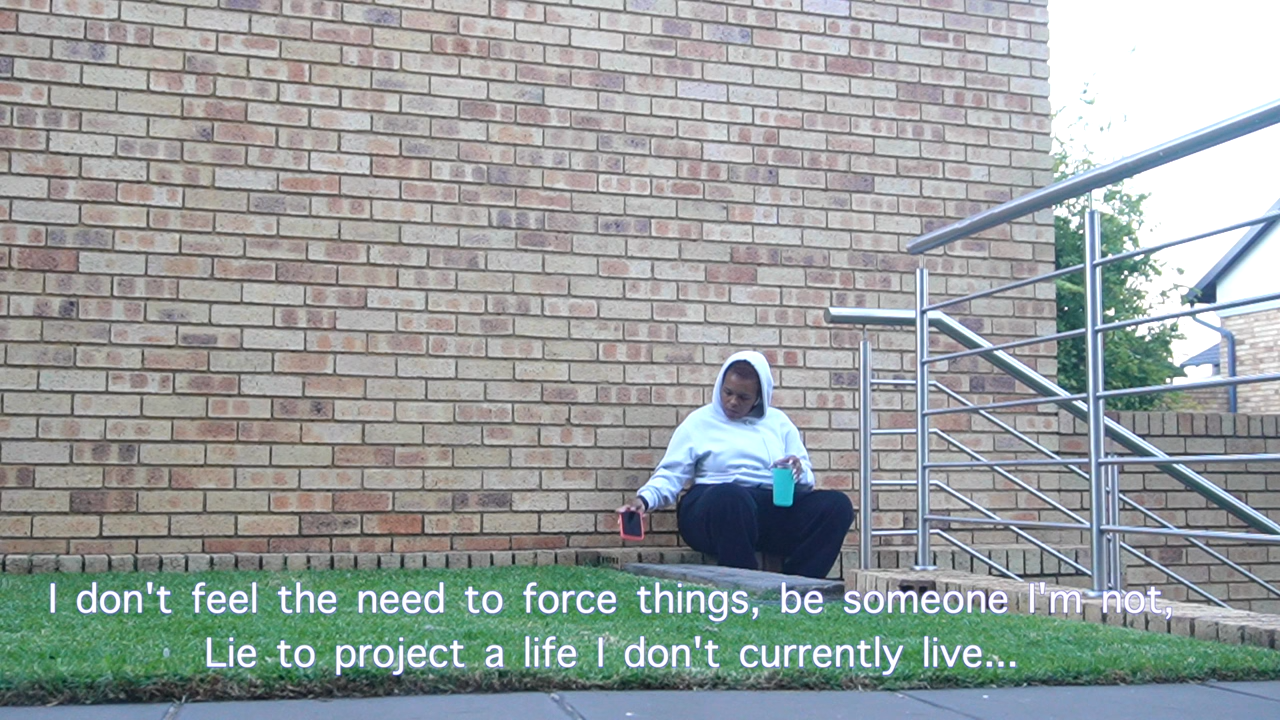 I don't feel the need to force things, be someone I'm not,
Lie to project a life I don't currently live...